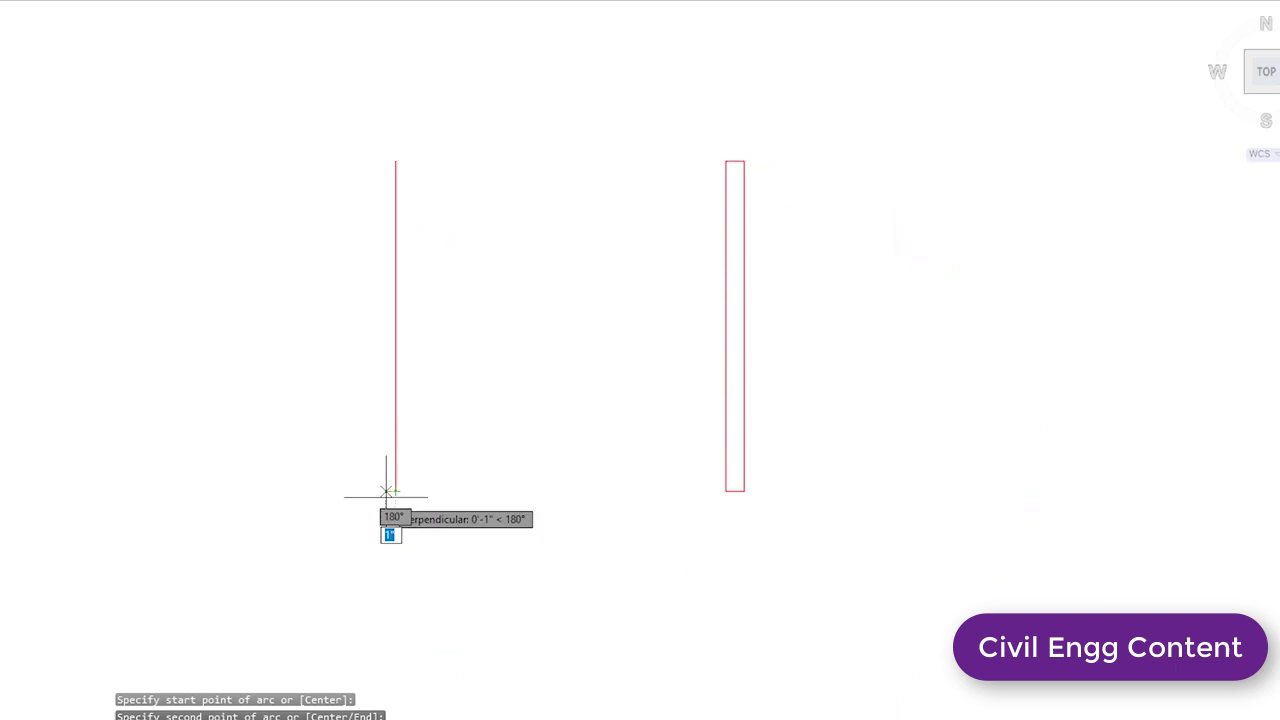 N
W
TOP
S
WCS
180°
erpendicular: 0'-1" < 180°
1"
Civil Engg Content
Specify start point of arc or [Center]:
Specify second point of arc or [Center/End]: